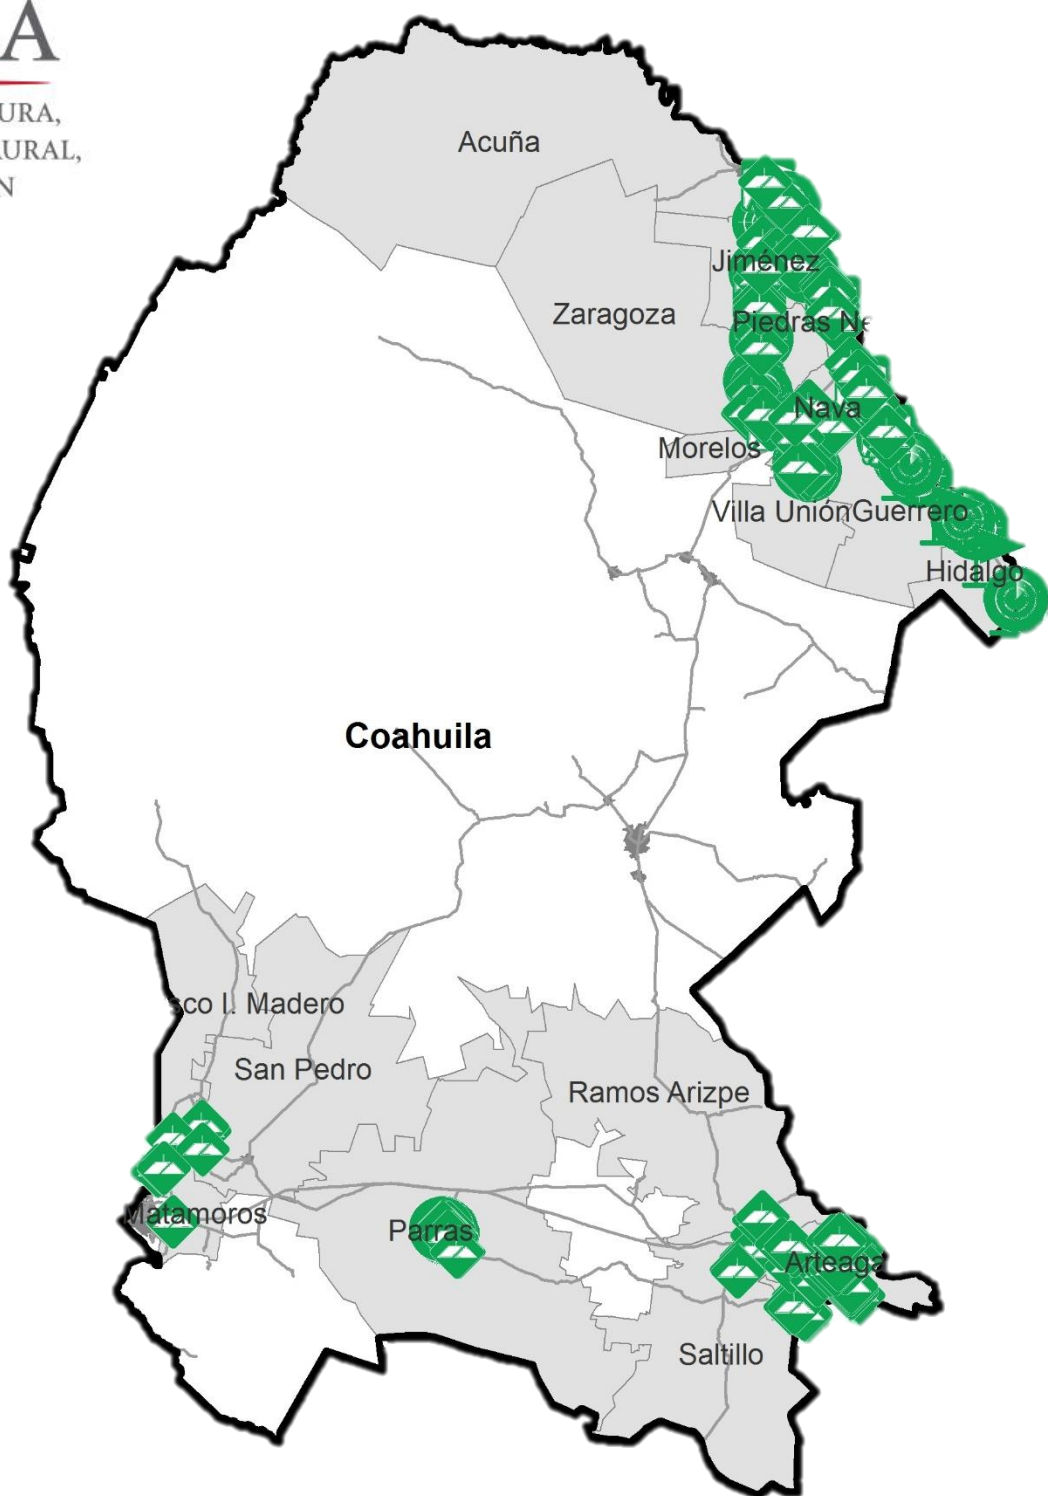 A
URA,
URAL,
N
Acuña
Jiménez
Zaragoza
Piedras Ne
Nava
Morelos
Villa Unión
Guerrero
Hidalgo
Coahuila
sco I. Madero
San Pedro
Ramos Arizpe
Matamoros
Parras
Arteaga
Saltillo